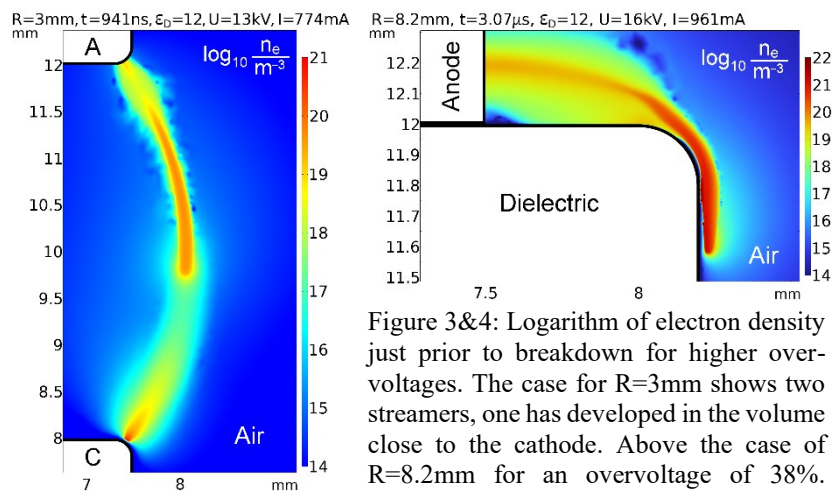 R=3mm, t=941ns, ε_D=12, U=13kV, I=774mA
mm
A
log₁₀ n_e/m⁻³
21
20
19
18
17
16
15
14
12
11.5
11
10.5
10
9.5
9
8.5
8
C
Air
7
8
mm
R=8.2mm, t=3.07μs, ε_D=12, U=16kV, I=961mA
mm
Anode
log₁₀ n_e/m⁻³
22
21
20
19
18
17
16
15
14
12.2
12.1
12
11.9
11.8
11.7
11.6
11.5
Dielectric
Air
7.5
8
mm
Figure 3&4: Logarithm of electron density
just prior to breakdown for higher over-
voltages. The case for R=3mm shows two
streamers, one has developed in the volume
close to the cathode. Above the case of
R=8.2mm for an overvoltage of 38%.